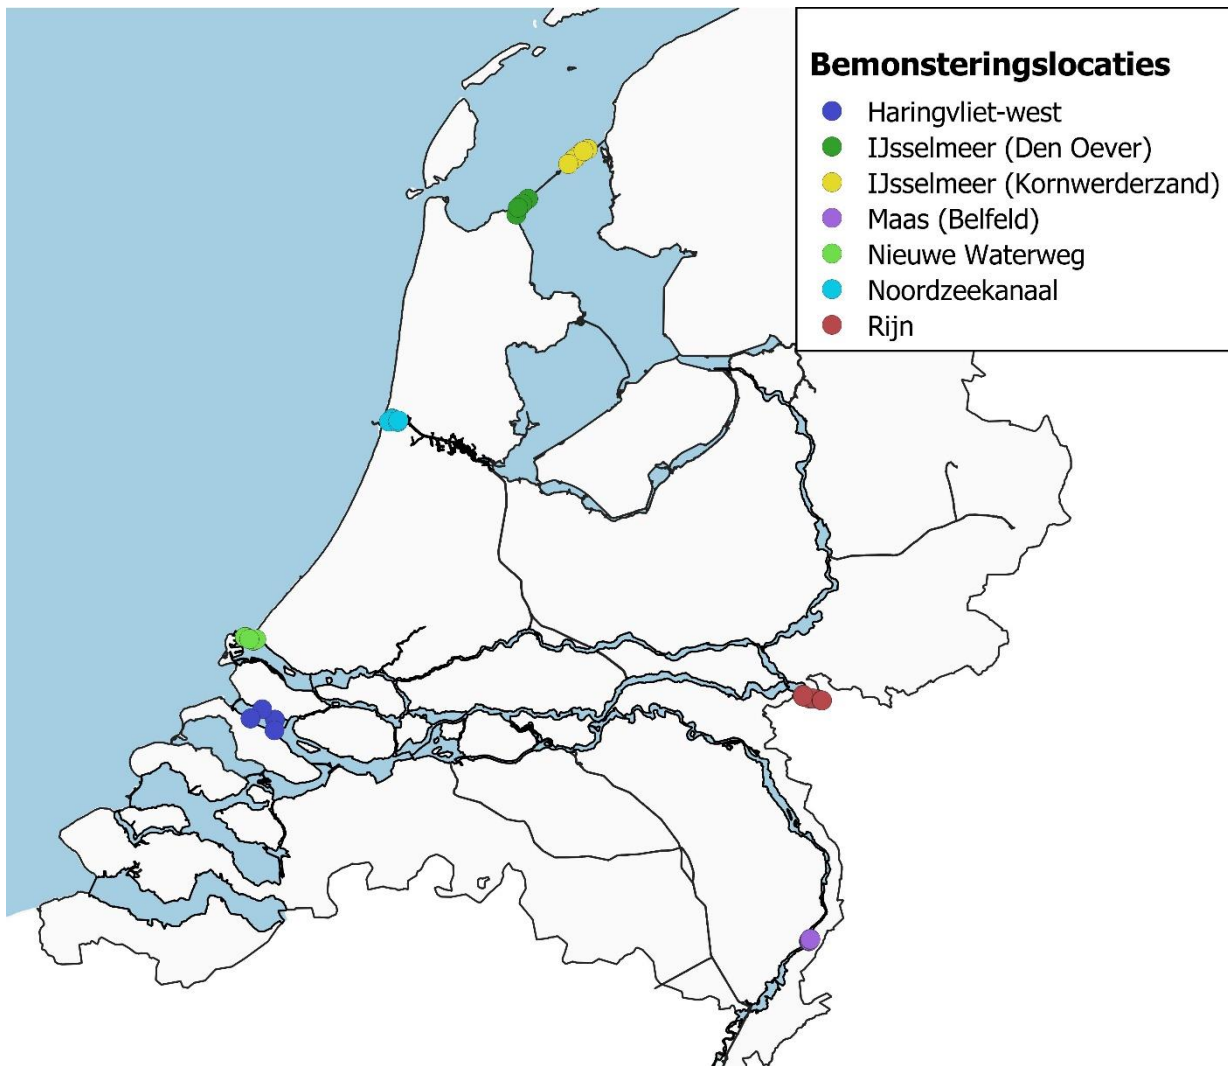 Bemonsteringslocaties
Haringvliet-west
IJsselmeer (Den Oever)
IJsselmeer (Kornwerderzand)
Maas (Belfeld)
Nieuwe Waterweg
Noordzeekanaal
Rijn